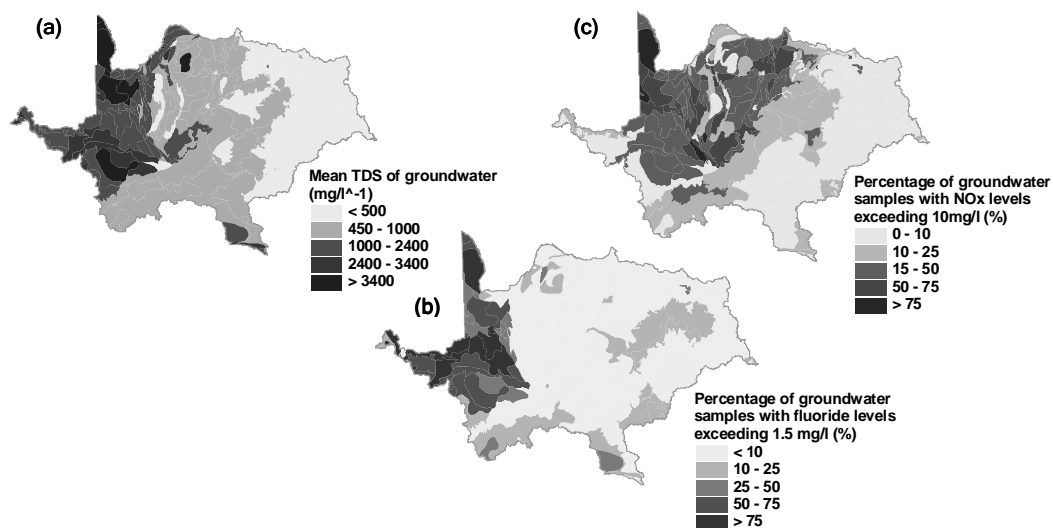 (a)
Mean TDS of groundwater
(mg/l^-1)
< 500
450 - 1000
1000 - 2400
2400 - 3400
> 3400
(c)
Percentage of groundwater
samples with NOx levels
exceeding 10mg/l (%)
0 - 10
10 - 25
15 - 50
50 - 75
> 75
(b)
Percentage of groundwater
samples with fluoride levels
exceeding 1.5 mg/l (%)
< 10
10 - 25
25 - 50
50 - 75
> 75